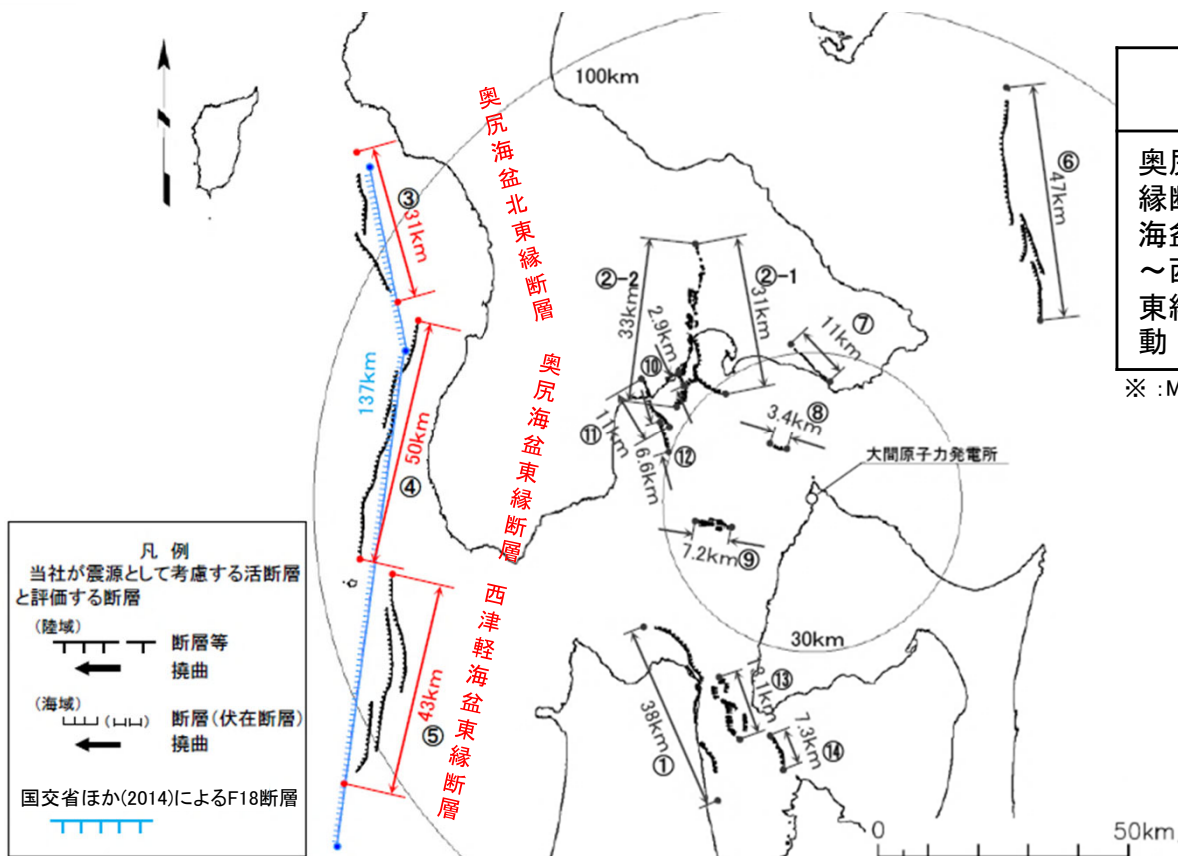 100km
奥尻海盆北東縁断層
奥尻海盆東縁断層
西津軽海盆東縁断層
③
31km
137km
50km
④
43km
⑤
②-2
33km
②-1
31km
2.9km
⑩
⑪
11km
6.6km
⑫
⑦
11km
⑧
3.4km
⑥
47km
大間原子力発電所
7.2km⑨
30km
38km
①
⑬
⑭
7.3km
0
50km
奥尻
縁断
海盆
東縁
動
※ :M
凡 例
当社が震源として考慮する活断層
と評価する断層
(陸域)
断層等
撓曲
(海域)
断層(伏在断層)
撓曲
国交省ほか(2014)によるF18断層